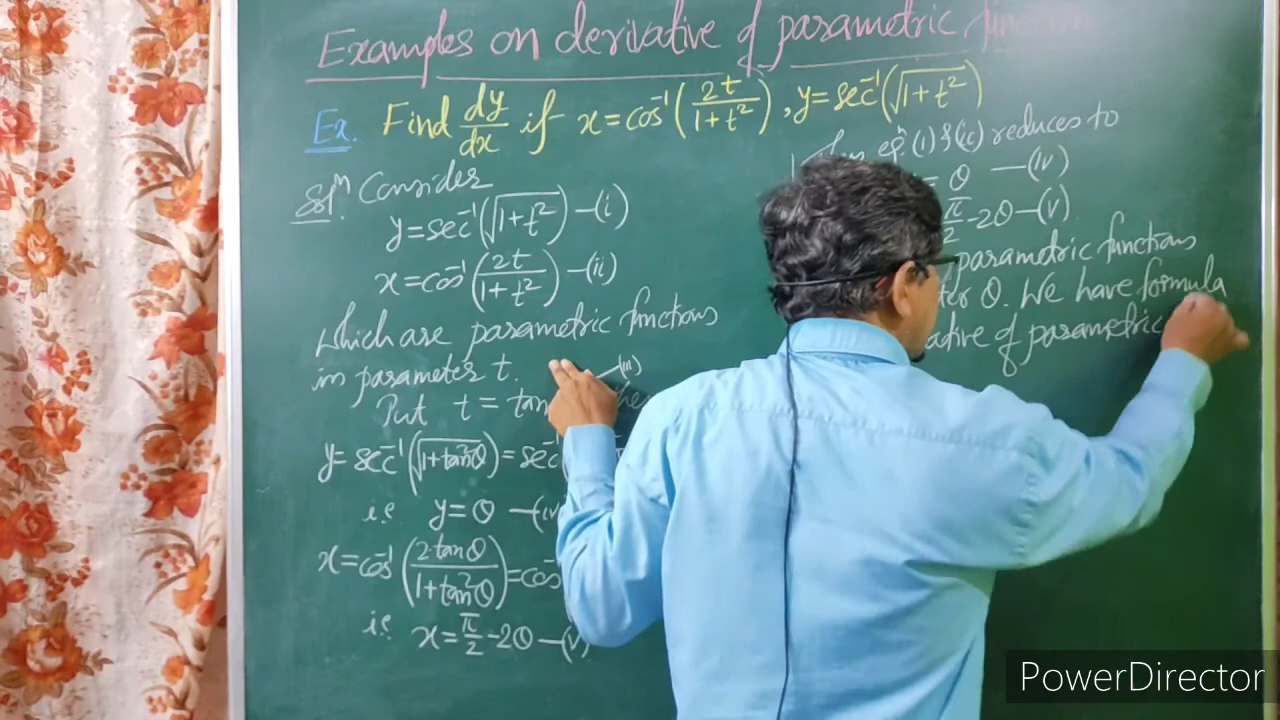 Examples on derivative of parametric function
Ex. Find dy/dx if x=cos⁻¹(2t/(1+t²)), y=sec⁻¹(√(1+t²))
Solⁿ. Consider
y=sec⁻¹(√(1+t²)) —(i)
x=cos⁻¹(2t/(1+t²)) —(ii)
Which are parametric functions
in parameter t.
Put t = tan —(iii)
y=sec⁻¹(√(1+tan²θ))=sec⁻¹
i.e y=θ —(iv
x=cos⁻¹(2tanθ/(1+tan²θ))=cos⁻¹
i.e x=π/2-2θ —(v)
eqⁿ (i) & (ii) reduces to
= θ —(iv)
π/2-2θ —(v)
parametric functions
θ. We have formula
of parametric
PowerDirector